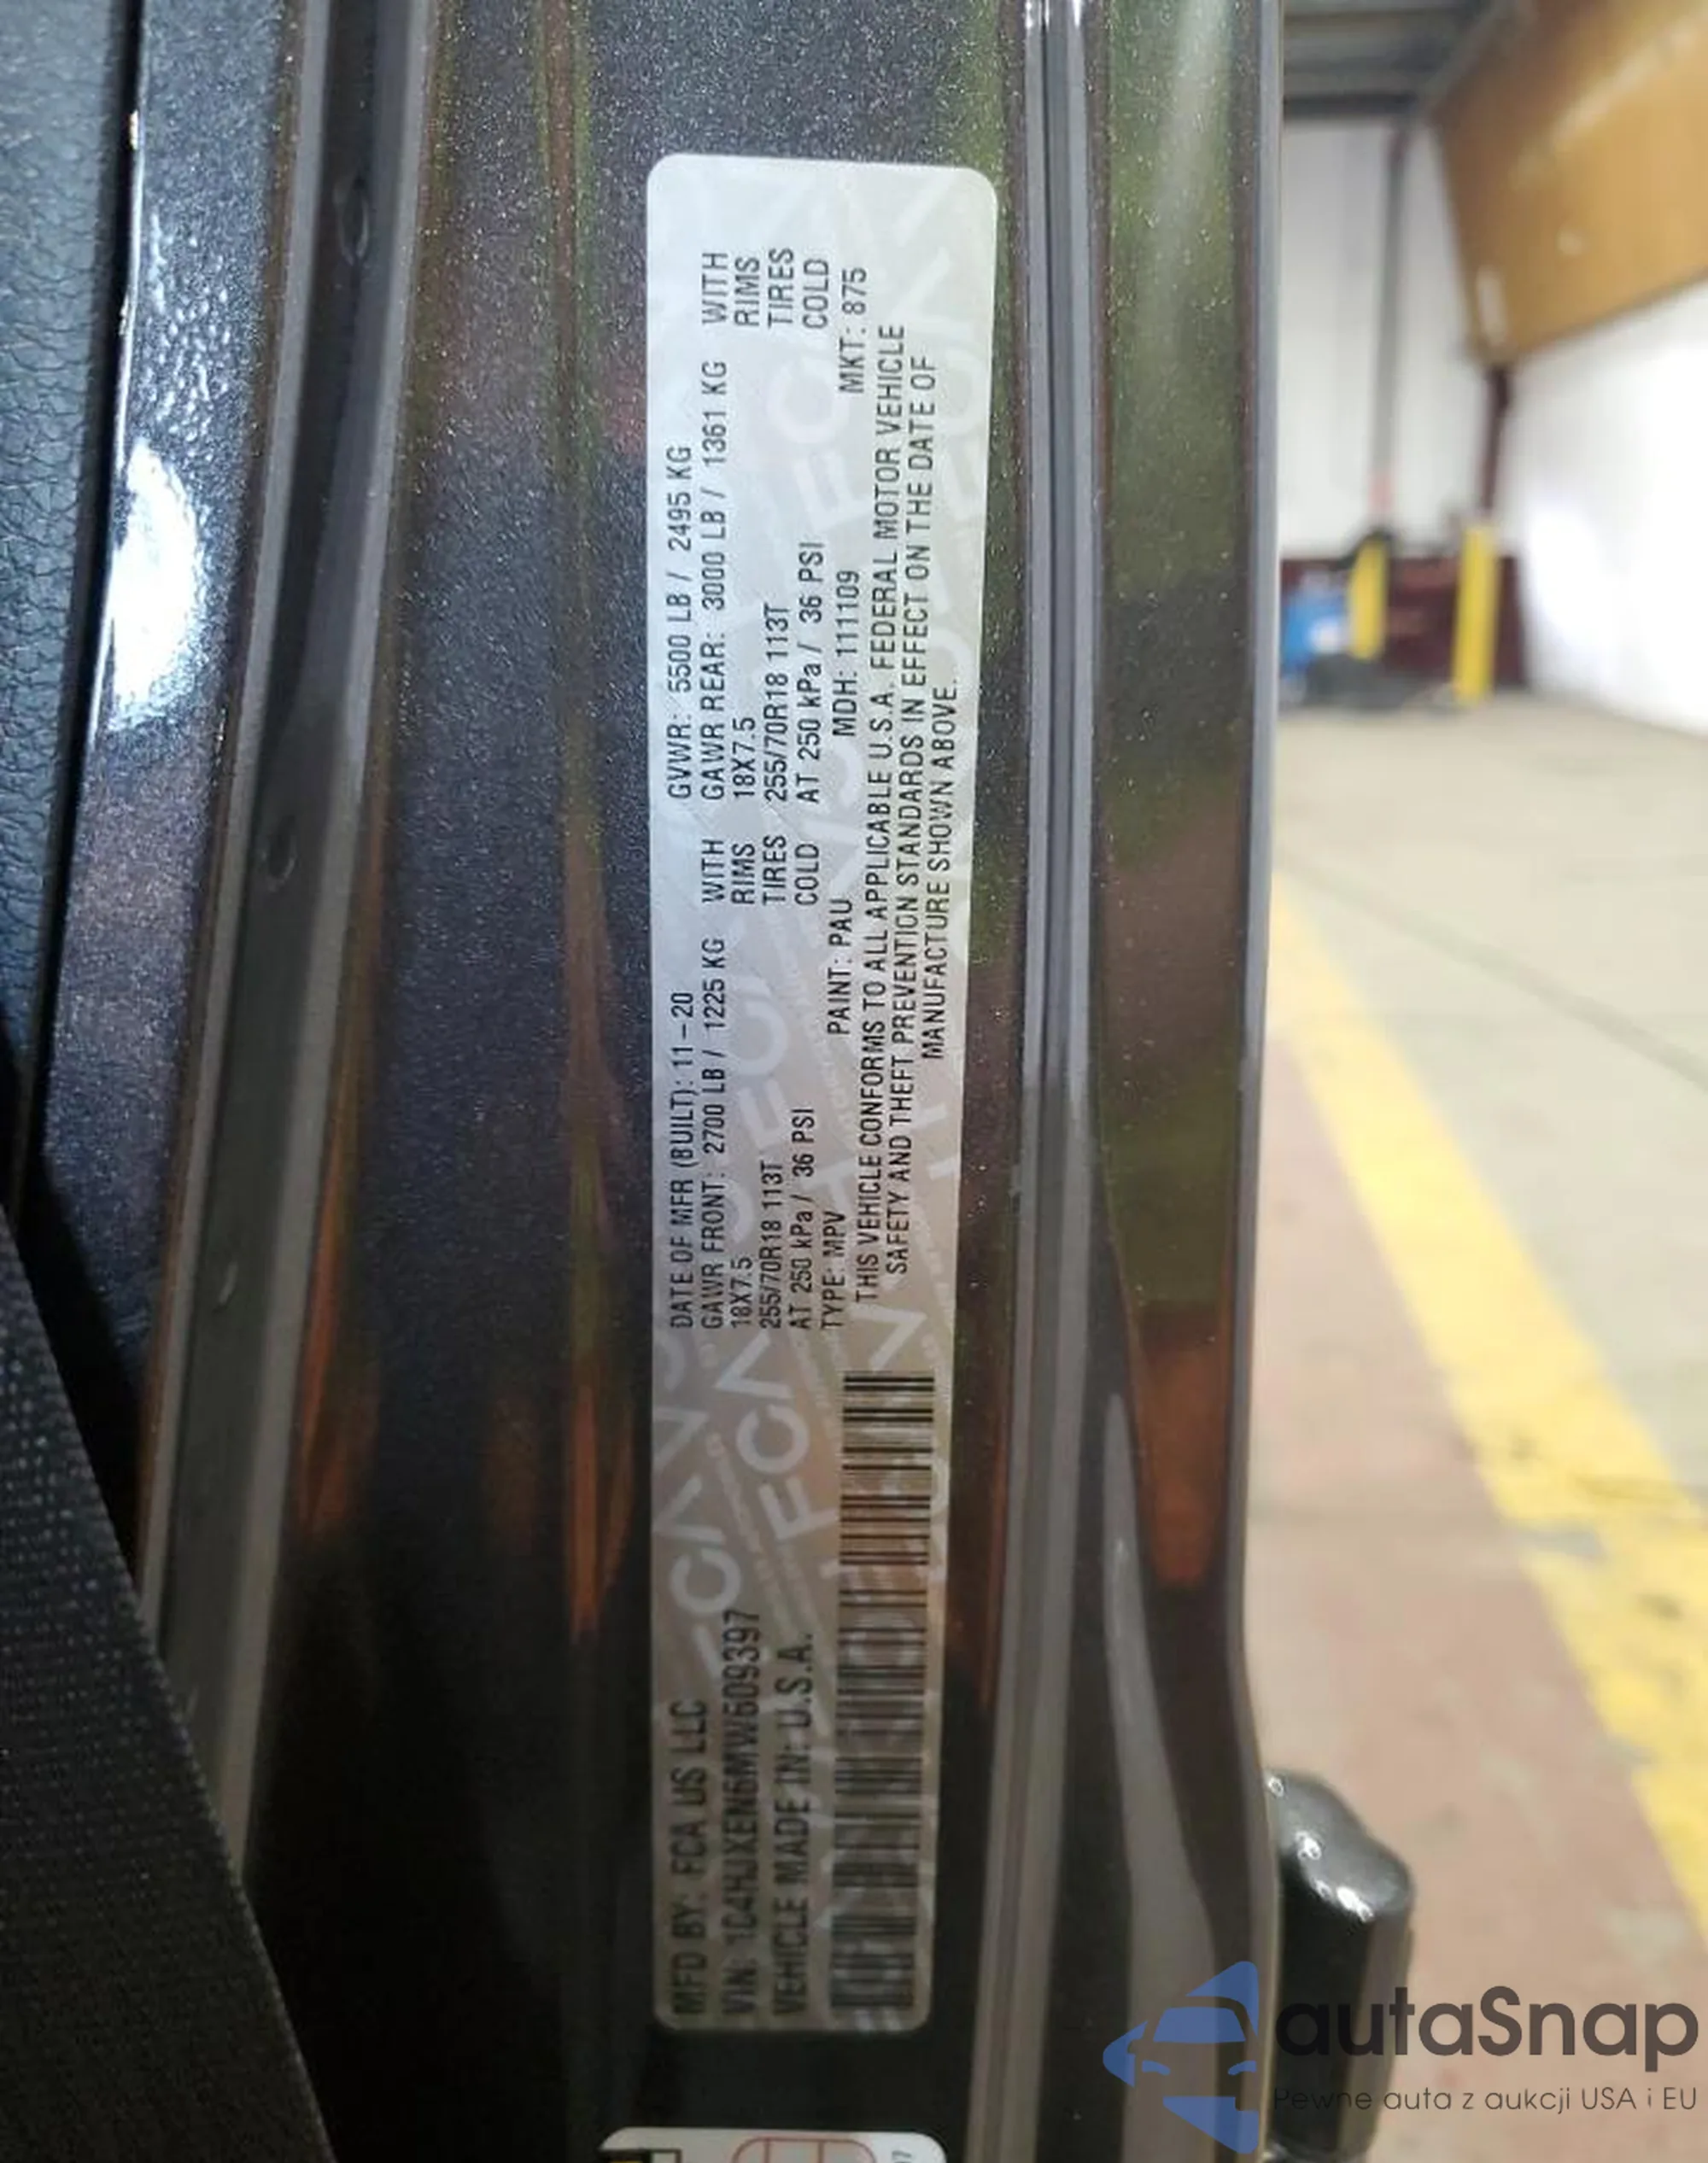 MFD BY: FCA US LLC
VIN: 1C4HJXEN6MW609397
VEHICLE MADE IN: U.S.A.
DATE OF MFR (BUILT): 11-20 GVWR: 5500 LB / 2495 KG
GAWR FRONT: 2700 LB / 1225 KG WITH GAWR REAR: 3000 LB / 1361 KG WITH
18X7.5 RIMS 18X7.5 RIMS
255/70R18 113T TIRES 255/70R18 113T TIRES
AT 250 kPa / 36 PSI COLD AT 250 kPa / 36 PSI COLD
TYPE: MPV PAINT: PAU MDH: 111109 MKT: 875
THIS VEHICLE CONFORMS TO ALL APPLICABLE U.S.A. FEDERAL MOTOR VEHICLE
SAFETY AND THEFT PREVENTION STANDARDS IN EFFECT ON THE DATE OF
MANUFACTURE SHOWN ABOVE.
autaSnap
Pewne auta z aukcji USA i EU